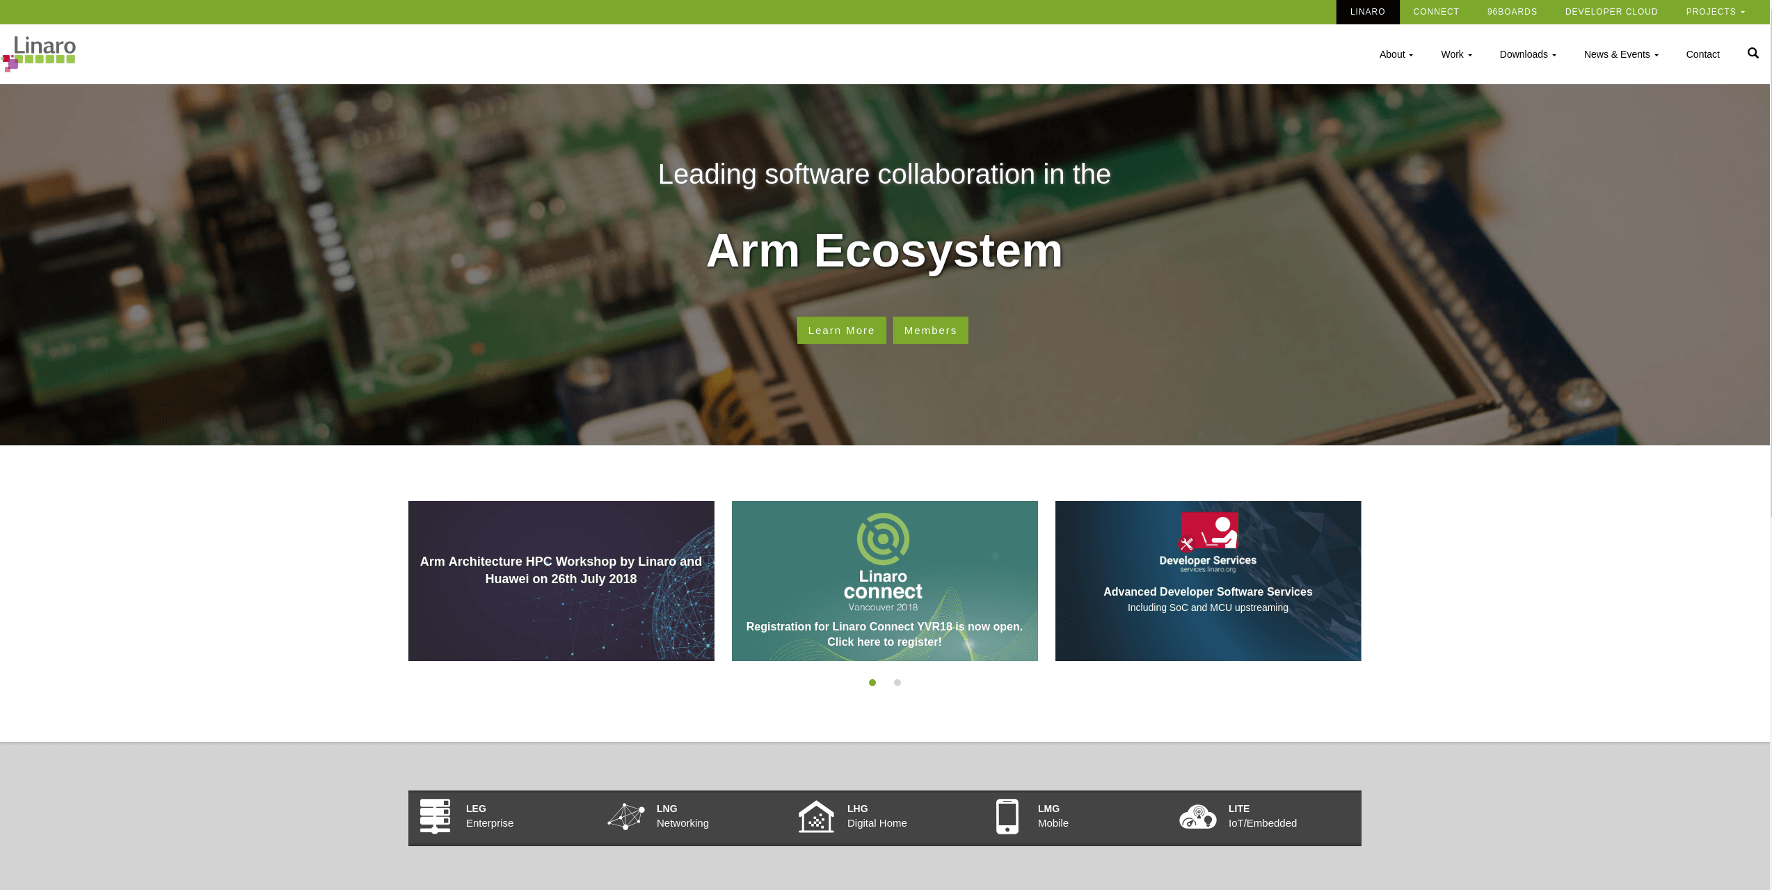 LINARO CONNECT 96BOARDS DEVELOPER CLOUD PROJECTS
Linaro
About Work Downloads News & Events Contact
Leading software collaboration in the
Arm Ecosystem
Learn More Members
Arm Architecture HPC Workshop by Linaro and
Huawei on 26th July 2018
Linaro
connect
Vancouver 2018
Registration for Linaro Connect YVR18 is now open.
Click here to register!
Developer Services
services.linaro.org
Advanced Developer Software Services
Including SoC and MCU upstreaming
LEG
Enterprise
LNG
Networking
LHG
Digital Home
LMG
Mobile
LITE
IoT/Embedded